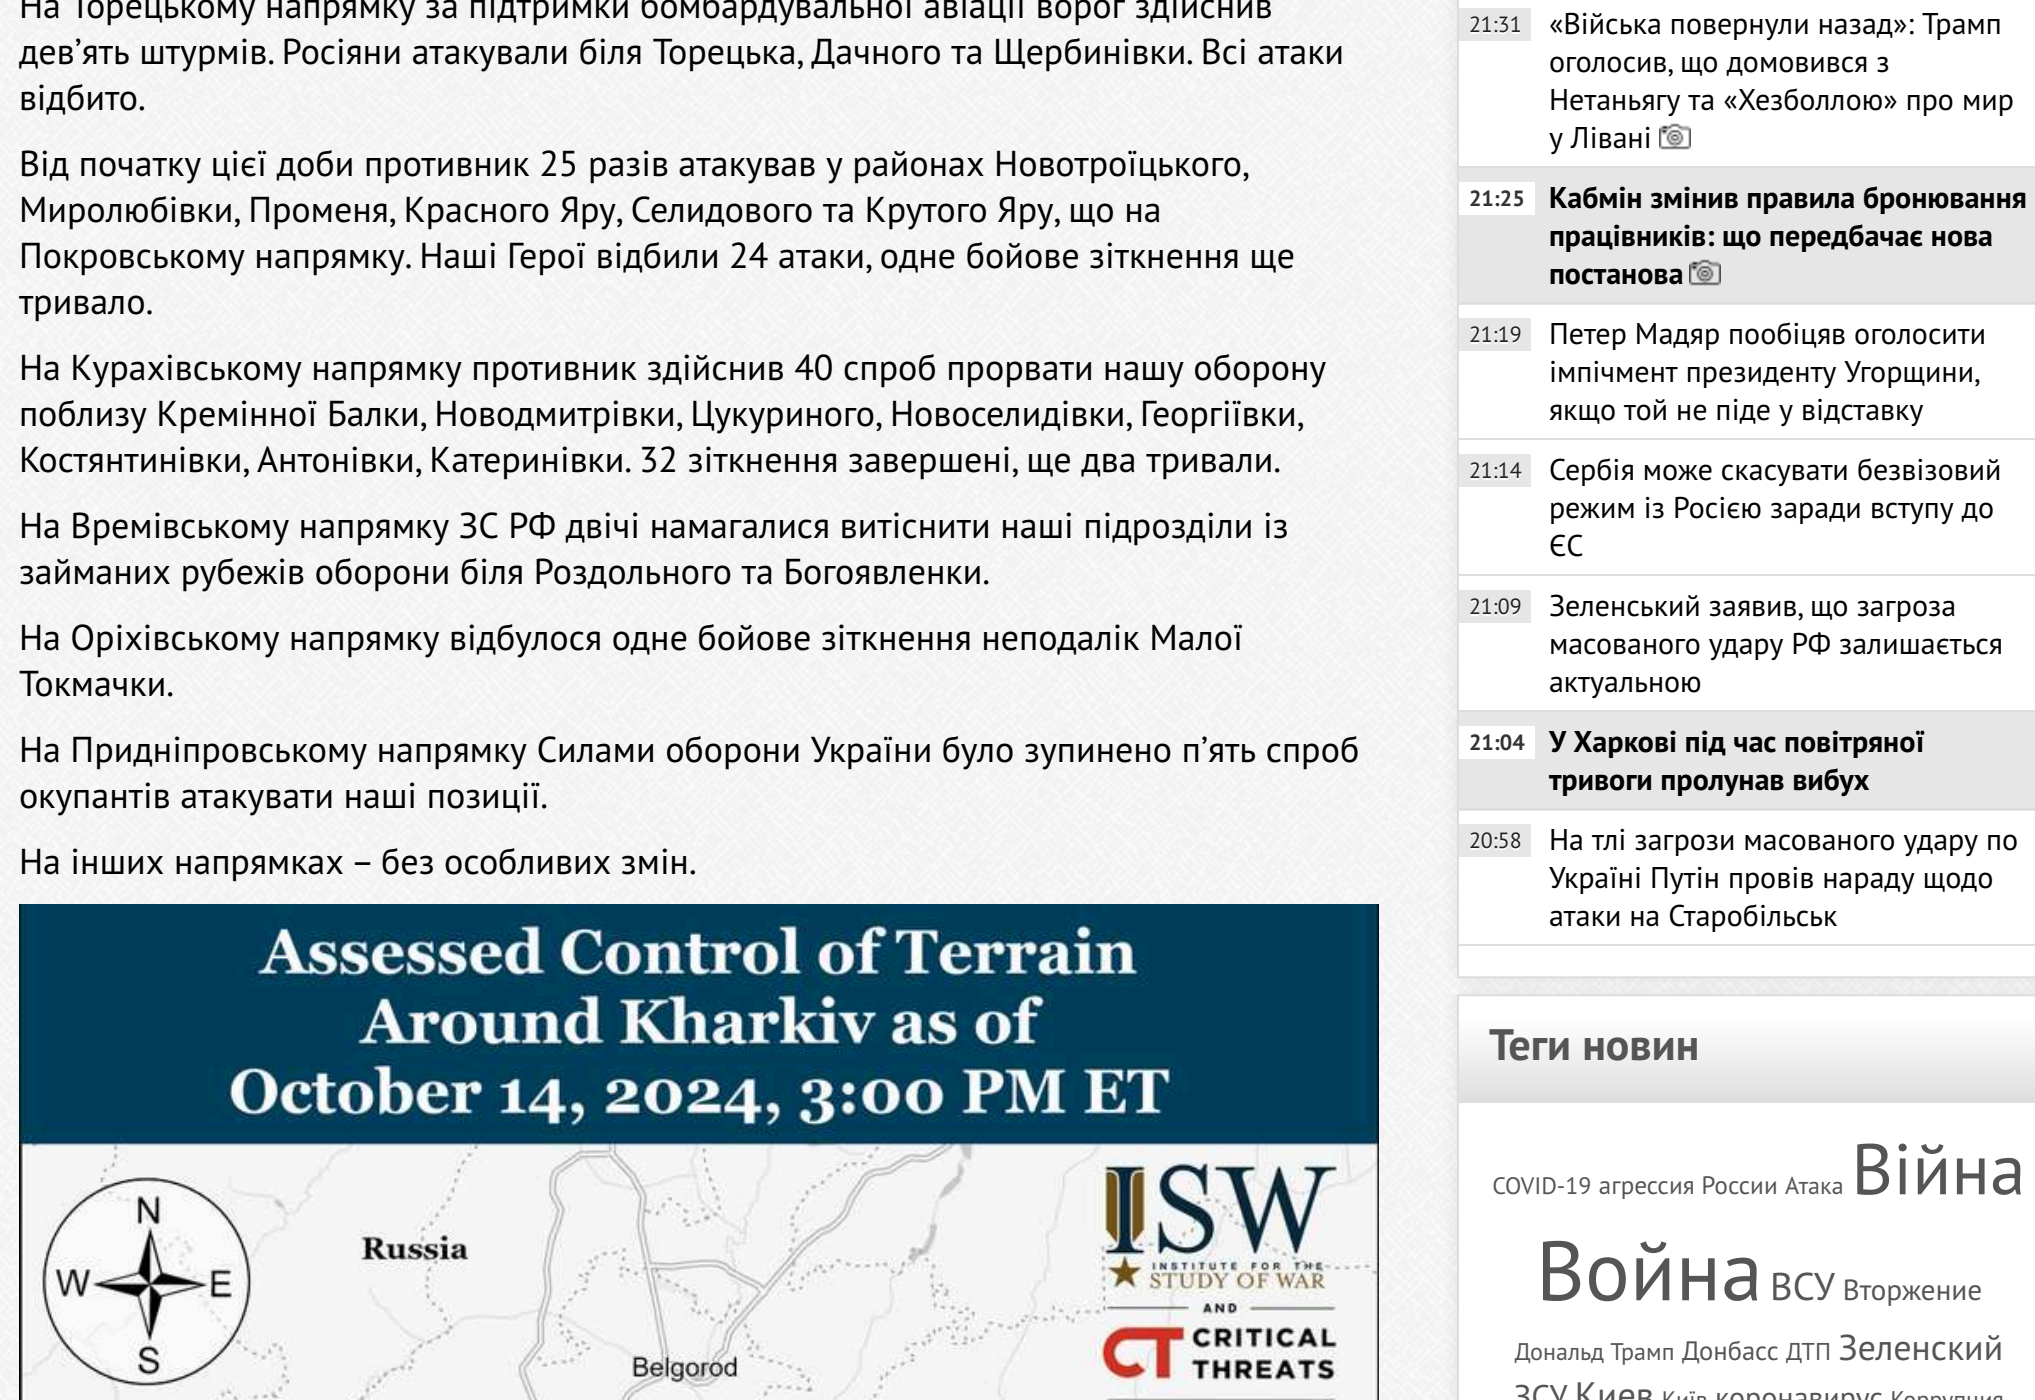 На Торецькому напрямку за підтримки бомбардувальної авіації ворог здійснив
дев’ять штурмів. Росіяни атакували біля Торецька, Дачного та Щербинівки. Всі атаки
відбито.
Від початку цієї доби противник 25 разів атакував у районах Новотроїцького,
Миролюбівки, Променя, Красного Яру, Селидового та Крутого Яру, що на
Покровському напрямку. Наші Герої відбили 24 атаки, одне бойове зіткнення ще
тривало.
На Курахівському напрямку противник здійснив 40 спроб прорвати нашу оборону
поблизу Кремінної Балки, Новодмитрівки, Цукуриного, Новоселидівки, Георгіївки,
Костянтинівки, Антонівки, Катеринівки. 32 зіткнення завершені, ще два тривали.
На Времівському напрямку ЗС РФ двічі намагалися витіснити наші підрозділи із
займаних рубежів оборони біля Роздольного та Богоявленки.
На Оріхівському напрямку відбулося одне бойове зіткнення неподалік Малої
Токмачки.
На Придніпровському напрямку Силами оборони України було зупинено п’ять спроб
окупантів атакувати наші позиції.
На інших напрямках – без особливих змін.
Assessed Control of Terrain
Around Kharkiv as of
October 14, 2024, 3:00 PM ET
N
W E
S
Russia
Belgorod
ISW
INSTITUTE FOR THE
STUDY OF WAR
AND
CT CRITICAL
THREATS
21:31 «Війська повернули назад»: Трамп
оголосив, що домовився з
Нетаньягу та «Хезболлою» про мир
у Лівані
21:25 Кабмін змінив правила бронювання
працівників: що передбачає нова
постанова
21:19 Петер Мадяр пообіцяв оголосити
імпічмент президенту Угорщини,
якщо той не піде у відставку
21:14 Сербія може скасувати безвізовий
режим із Росією заради вступу до
ЄС
21:09 Зеленський заявив, що загроза
масованого удару РФ залишається
актуальною
21:04 У Харкові під час повітряної
тривоги пролунав вибух
20:58 На тлі загрози масованого удару по
Україні Путін провів нараду щодо
атаки на Старобільськ
Теги новин
COVID-19 агрессия России Атака Війна
Война ВСУ Вторжение
Дональд Трамп Донбасс ДТП Зеленский
ЗСУ Киев Київ коронавирус Коррупция